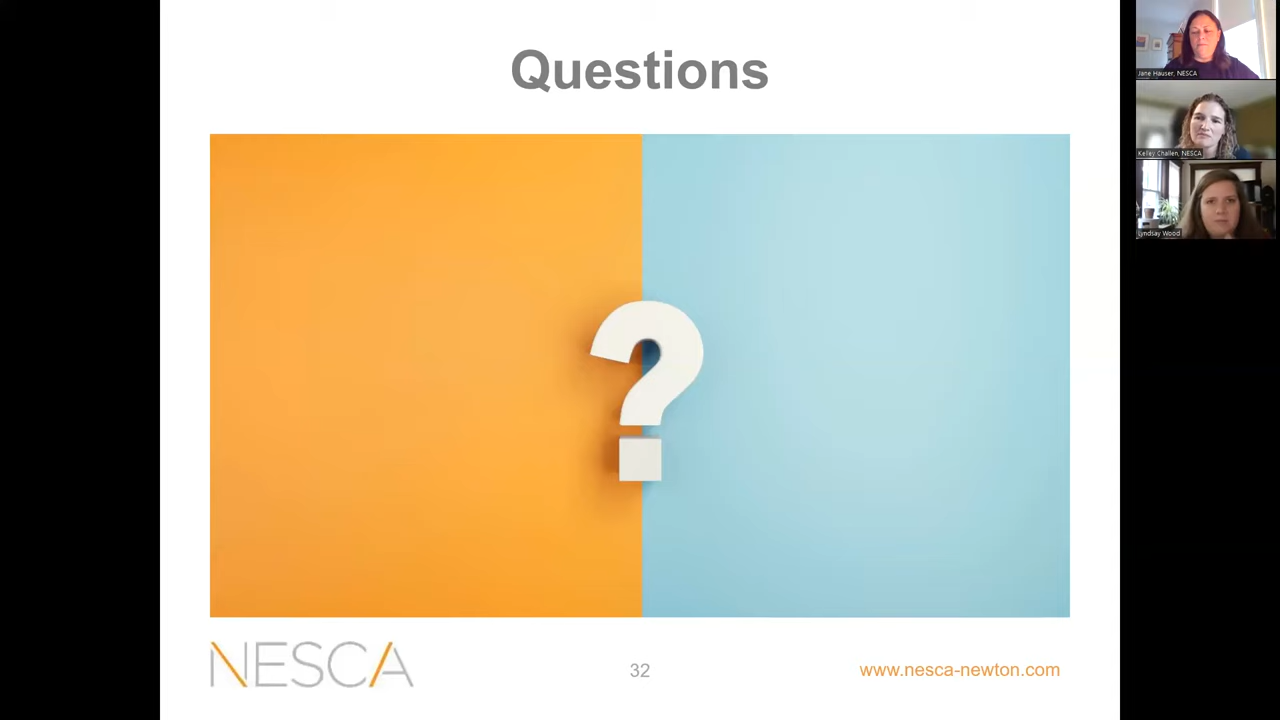 Questions
?
NESCA
32
www.nesca-newton.com
Jane Hauser, NESCA
Kelley Challen, NESCA
Lyndsay Wood